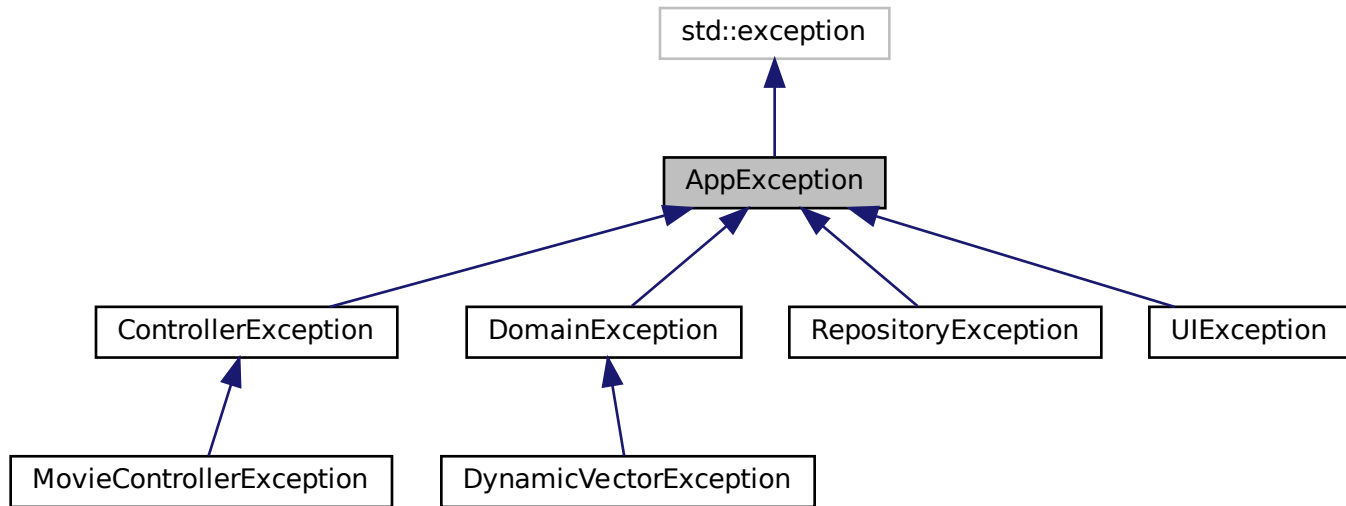 std::exception
AppException
ControllerException
DomainException
RepositoryException
UIException
MovieControllerException
DynamicVectorException